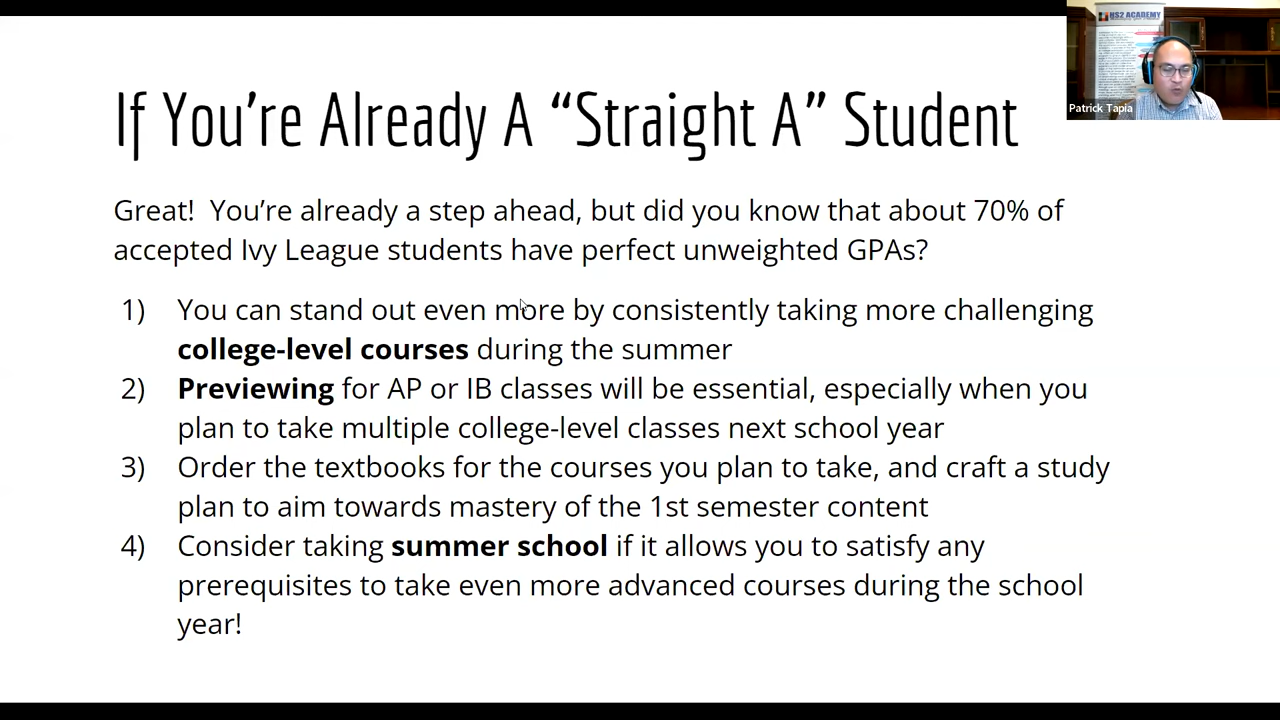 HS2 ACADEMY
Patrick Tapia
If You’re Already A “Straight A” Student
Great!  You’re already a step ahead, but did you know that about 70% of
accepted Ivy League students have perfect unweighted GPAs?
1) You can stand out even more by consistently taking more challenging
college-level courses during the summer
2) Previewing for AP or IB classes will be essential, especially when you
plan to take multiple college-level classes next school year
3) Order the textbooks for the courses you plan to take, and craft a study
plan to aim towards mastery of the 1st semester content
4) Consider taking summer school if it allows you to satisfy any
prerequisites to take even more advanced courses during the school
year!